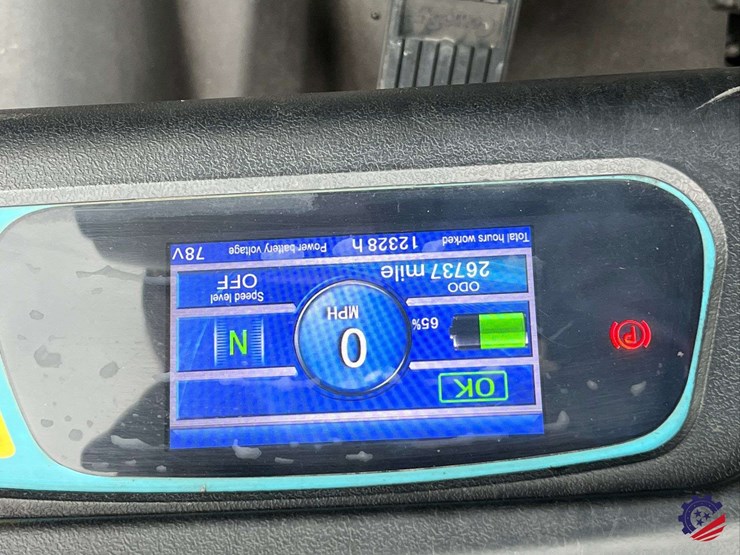 OK
65%
0
MPH
N
ODO
26737 mile
Speed level
OFF
Total hours worked
12328 h
Power battery voltage
78V
P